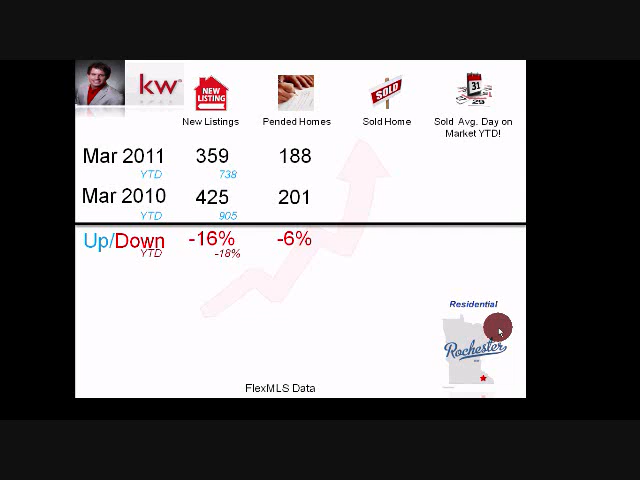 kw
NEW
LISTING
31
SOLD
New Listings Pended Homes Sold Home Sold Avg. Day on
Market YTD!
Mar 2011 359 188
YTD 738
Mar 2010 425 201
YTD 905
Up/Down -16% -6%
YTD -18%
Residential
Rochester
FlexMLS Data